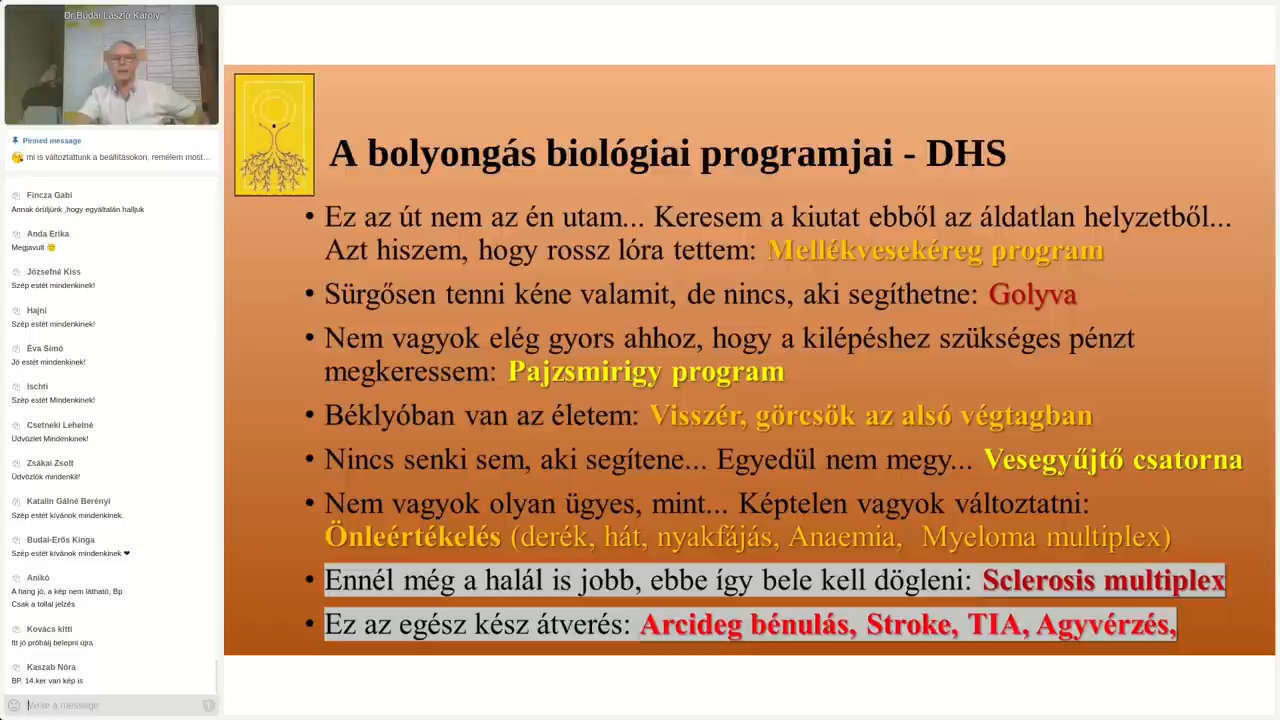 Dr Budai László Károly
Pinned message
mi is változtattunk a beállításokon, remélem most...
Fincza Gabi
Annak örüljünk ,hogy egyáltalán halljuk
Anda Erika
Megjavult 🙂
Józsefné Kiss
Szép estét mindenkinek!
Hajni
Szép estét mindenkinek!
Éva Simó
Jó estét mindenkinek!
Ischti
Szép estét Mindenkinek!
Csetneki Lehelné
Üdvözlet Mindenkinek!
Zsákai Zsolt
Üdvözlök mindenkit!
Katalin Gálné Berényi
Szép estét kívánok mindenkinek.
Budai-Erős Kinga
Szép estét kívánok mindenkinek ❤
Anikó
A hang jó, a kép nem látható, Bp
Csak a tollal jelzés
Kovács kitti
Itt jó próbálj belepni újra
Kaszab Nóra
BP. 14.ker van kép is
Write a message
A bolyongás biológiai programjai - DHS
• Ez az út nem az én utam... Keresem a kiutat ebből az áldatlan helyzetből...
Azt hiszem, hogy rossz lóra tettem: Mellékvesekéreg program
• Sürgősen tenni kéne valamit, de nincs, aki segíthetne: Golyva
• Nem vagyok elég gyors ahhoz, hogy a kilépéshez szükséges pénzt
megkeressem: Pajzsmirigy program
• Béklyóban van az életem: Visszér, görcsök az alsó végtagban
• Nincs senki sem, aki segítene... Egyedül nem megy... Vesegyűjtő csatorna
• Nem vagyok olyan ügyes, mint... Képtelen vagyok változtatni:
Önleértékelés (derék, hát, nyakfájás, Anaemia, Myeloma multiplex)
• Ennél még a halál is jobb, ebbe így bele kell dögleni: Sclerosis multiplex
• Ez az egész kész átverés: Arcideg bénulás, Stroke, TIA, Agyvérzés,